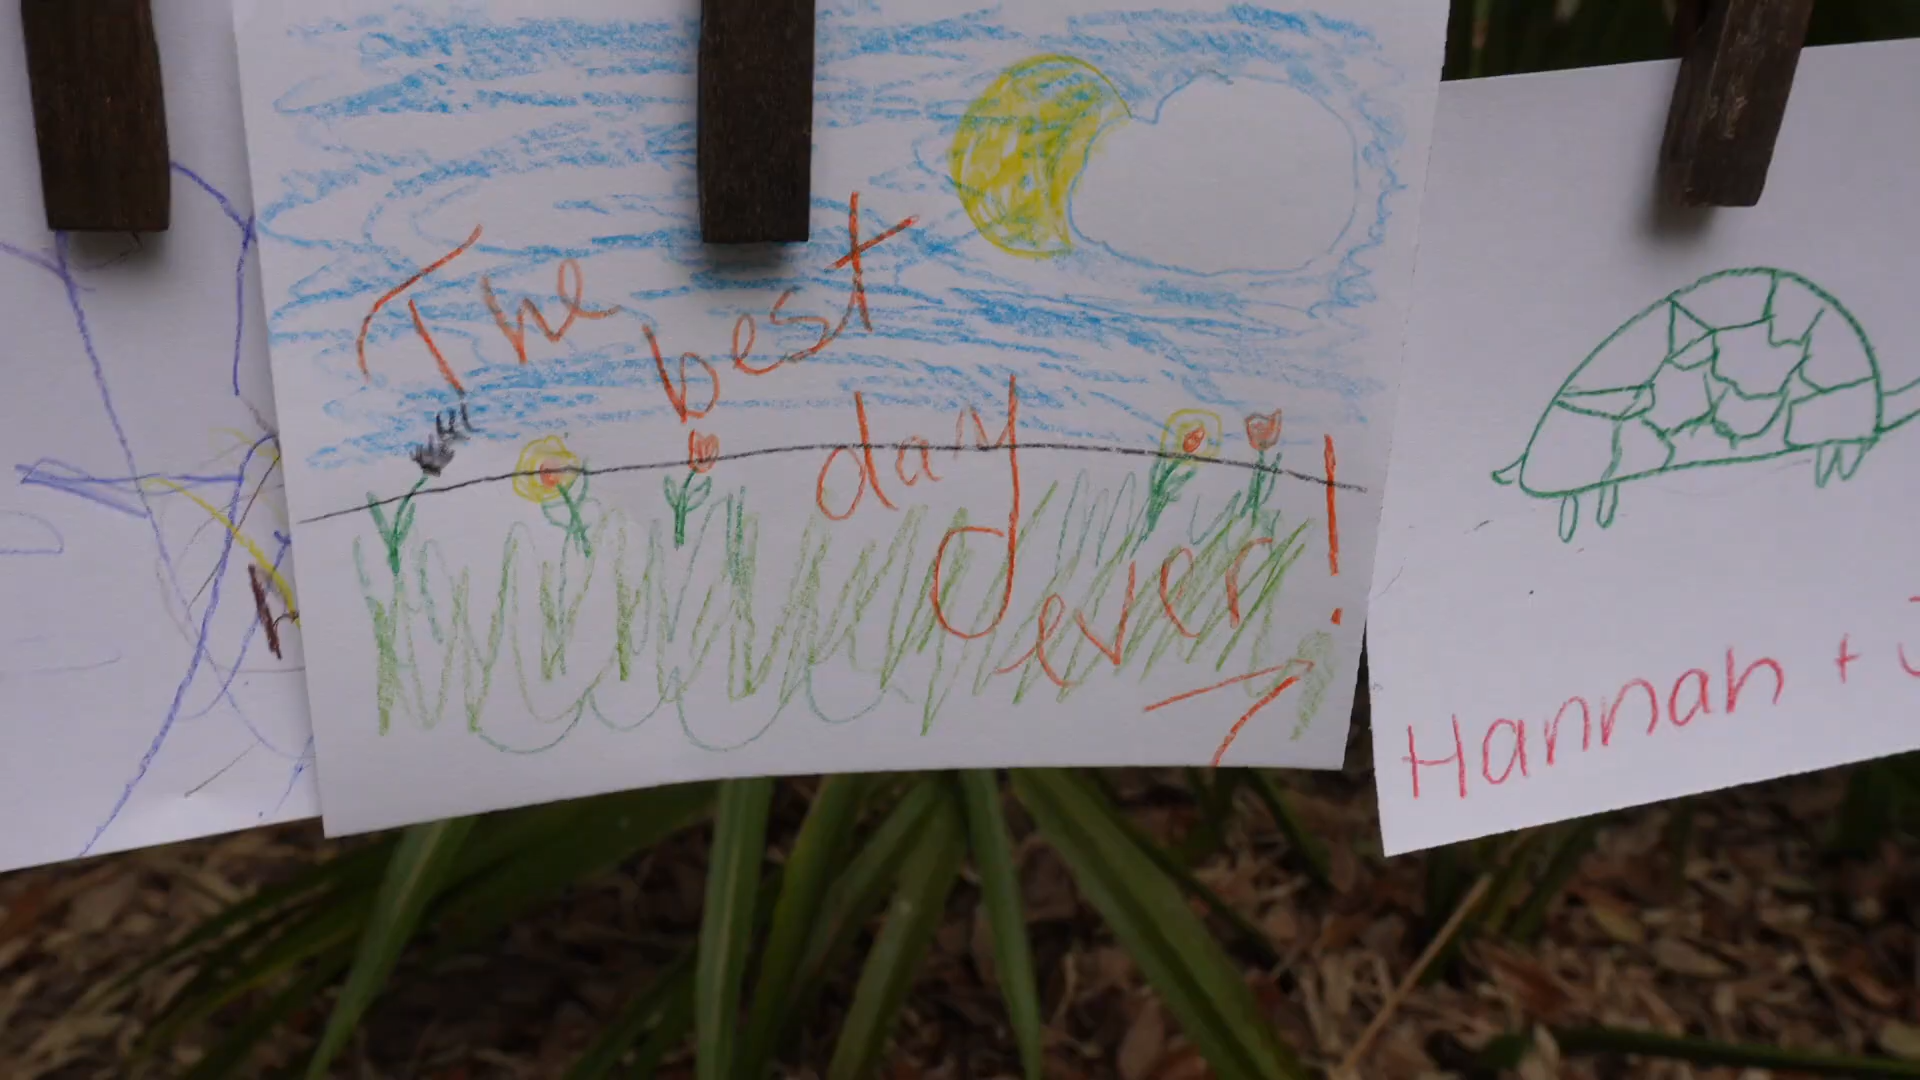 The
best
day
ever!
Hannah + J